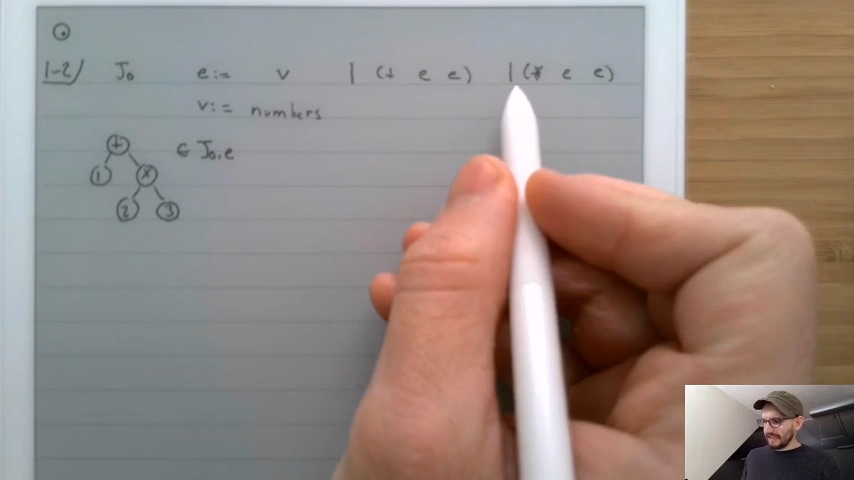 1-2/ J₀ e := v | (+ e e) | (* e e)
v := numbers
+ ∈ J₀.e
1 *
2 3